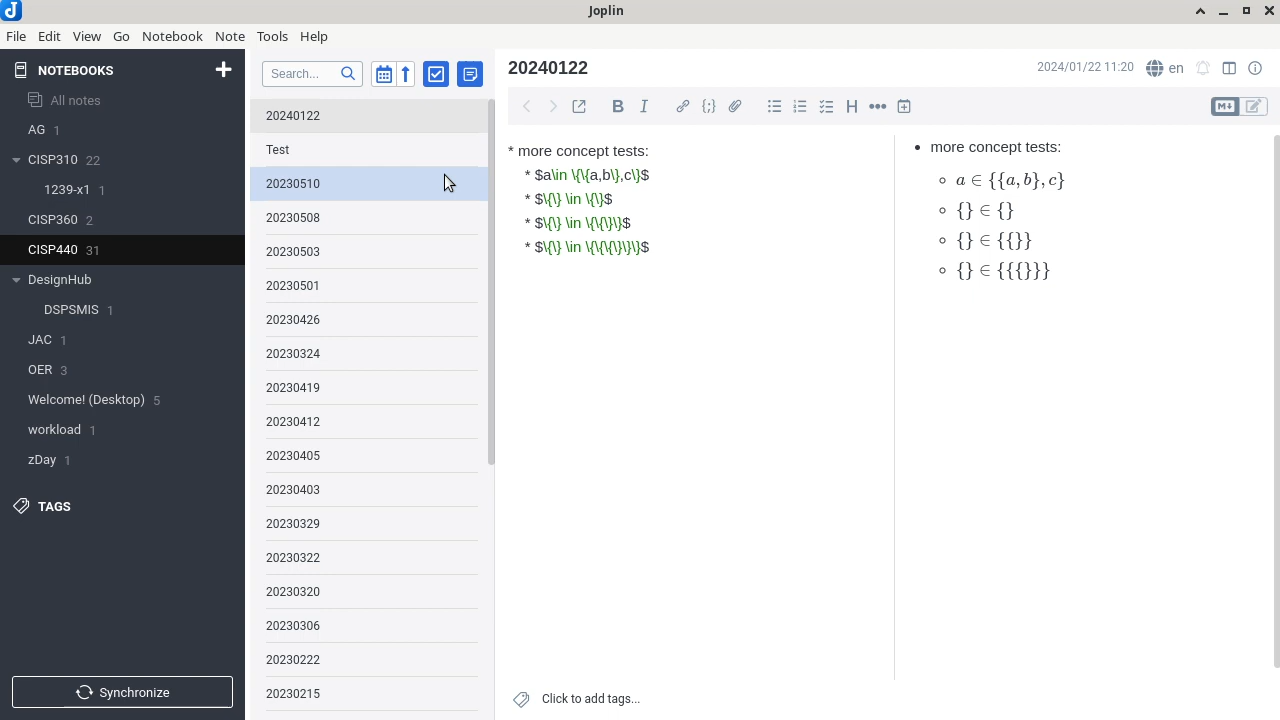 Joplin
File Edit View Go Notebook Note Tools Help
NOTEBOOKS
All notes
AG 1
CISP310 22
1239-x1 1
CISP360 2
CISP440 31
DesignHub
DSPSMIS 1
JAC 1
OER 3
Welcome! (Desktop) 5
workload 1
zDay 1
TAGS
Synchronize
Search...
20240122
Test
20230510
20230508
20230503
20230501
20230426
20230324
20230419
20230412
20230405
20230403
20230329
20230322
20230320
20230306
20230222
20230215
20240122
2024/01/22 11:20 en
B I H M
* more concept tests:
* $a\in \{\{a,b\},c\}$
* $\{\} \in \{\}$
* $\{\} \in \{\{\}\}$
* $\{\} \in \{\{\{\}\}\}$
• more concept tests:
a ∈ {{a, b}, c}
{} ∈ {}
{} ∈ {{}}
{} ∈ {{{}}}
Click to add tags...